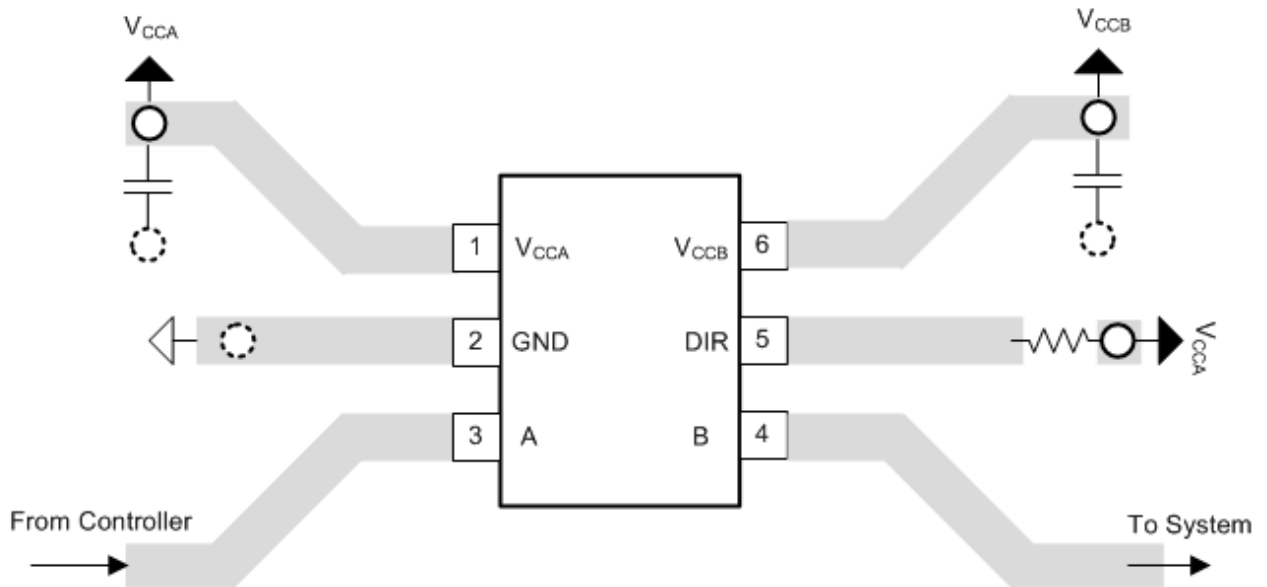 VCCA
VCCB
1 VCCA VCCB 6
2 GND DIR 5
VCCA
3 A B 4
From Controller
To System